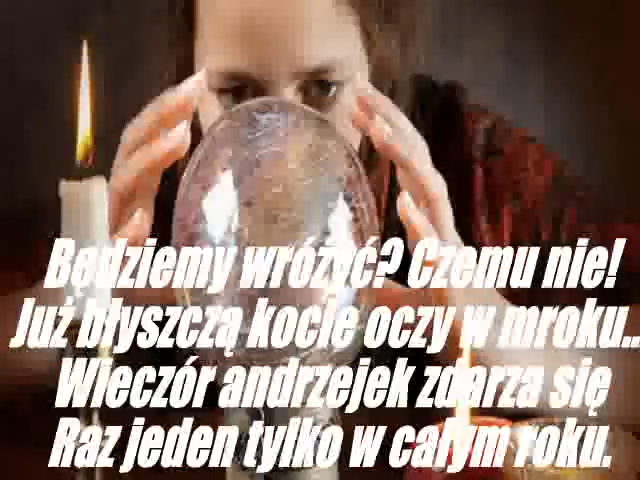 Będziemy wróżyć? Czemu nie!
Już błyszczą kocie oczy w mroku..
Wieczór andrzejek zdarza się
Raz jeden tylko w całym roku.